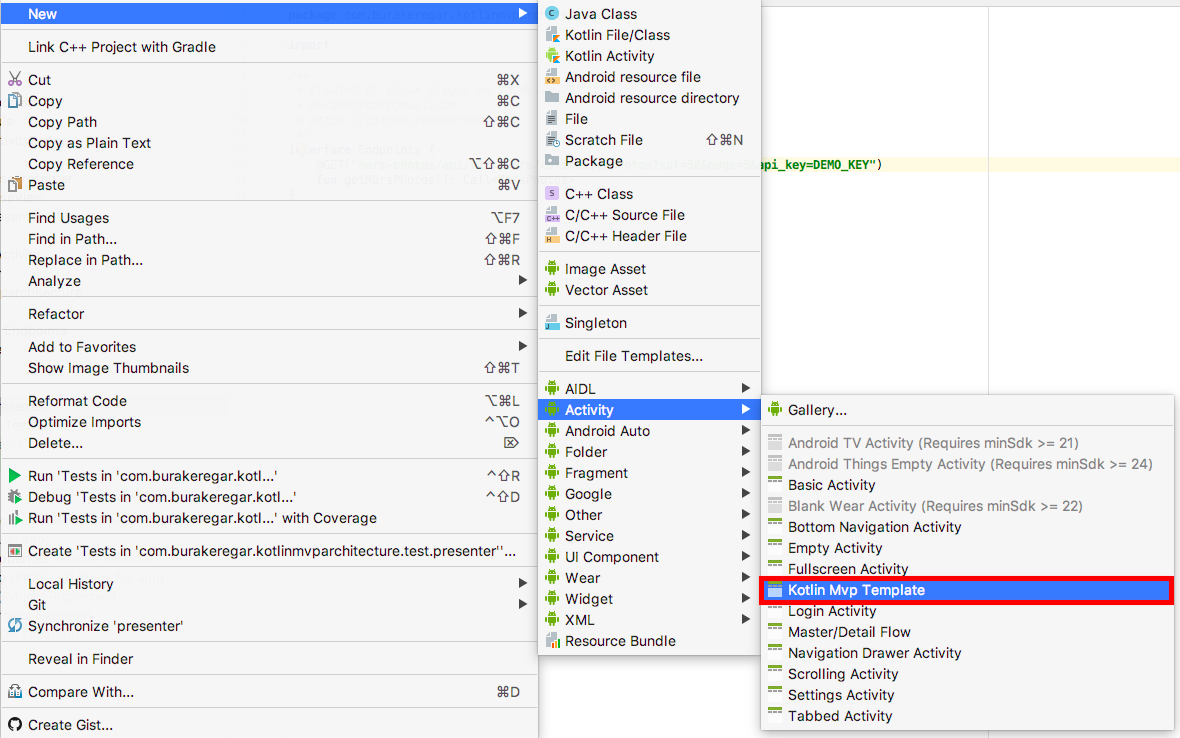 New
Link C++ Project with Gradle
Cut ⌘X
Copy ⌘C
Copy Path ⇧⌘C
Copy as Plain Text
Copy Reference ⌥⇧⌘C
Paste ⌘V
Find Usages ⌥F7
Find in Path... ⇧⌘F
Replace in Path... ⇧⌘R
Analyze
Refactor
Add to Favorites
Show Image Thumbnails ⇧⌘T
Reformat Code ⌥⌘L
Optimize Imports ^⌥O
Delete... ⌦
Run 'Tests in 'com.burakeregar.kotl...' ^⇧R
Debug 'Tests in 'com.burakeregar.kotl...' ^⇧D
Run 'Tests in 'com.burakeregar.kotl...' with Coverage
Create 'Tests in 'com.burakeregar.kotlinmvparchitecture.test.presenter''...
Local History
Git
Synchronize 'presenter'
Reveal in Finder
Compare With... ⌘D
Create Gist...
Java Class
Kotlin File/Class
Kotlin Activity
Android resource file
Android resource directory
File
Scratch File ⇧⌘N
Package
C++ Class
C/C++ Source File
C/C++ Header File
Image Asset
Vector Asset
Singleton
Edit File Templates...
AIDL
Activity
Android Auto
Folder
Fragment
Google
Other
Service
UI Component
Wear
Widget
XML
Resource Bundle
api_key=DEMO_KEY")
Gallery...
Android TV Activity (Requires minSdk >= 21)
Android Things Empty Activity (Requires minSdk >= 24)
Basic Activity
Blank Wear Activity (Requires minSdk >= 22)
Bottom Navigation Activity
Empty Activity
Fullscreen Activity
Kotlin Mvp Template
Login Activity
Master/Detail Flow
Navigation Drawer Activity
Scrolling Activity
Settings Activity
Tabbed Activity